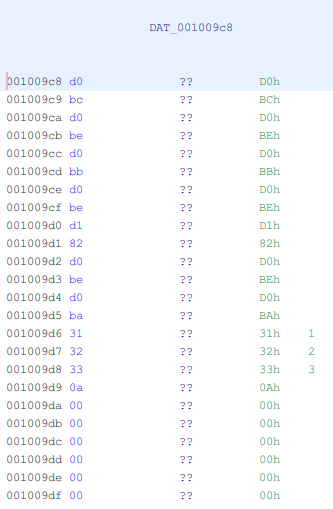 DAT_001009c8
001009c8 d0 ?? D0h
001009c9 bc ?? BCh
001009ca d0 ?? D0h
001009cb be ?? BEh
001009cc d0 ?? D0h
001009cd bb ?? BBh
001009ce d0 ?? D0h
001009cf be ?? BEh
001009d0 d1 ?? D1h
001009d1 82 ?? 82h
001009d2 d0 ?? D0h
001009d3 be ?? BEh
001009d4 d0 ?? D0h
001009d5 ba ?? BAh
001009d6 31 ?? 31h 1
001009d7 32 ?? 32h 2
001009d8 33 ?? 33h 3
001009d9 0a ?? 0Ah
001009da 00 ?? 00h
001009db 00 ?? 00h
001009dc 00 ?? 00h
001009dd 00 ?? 00h
001009de 00 ?? 00h
001009df 00 ?? 00h